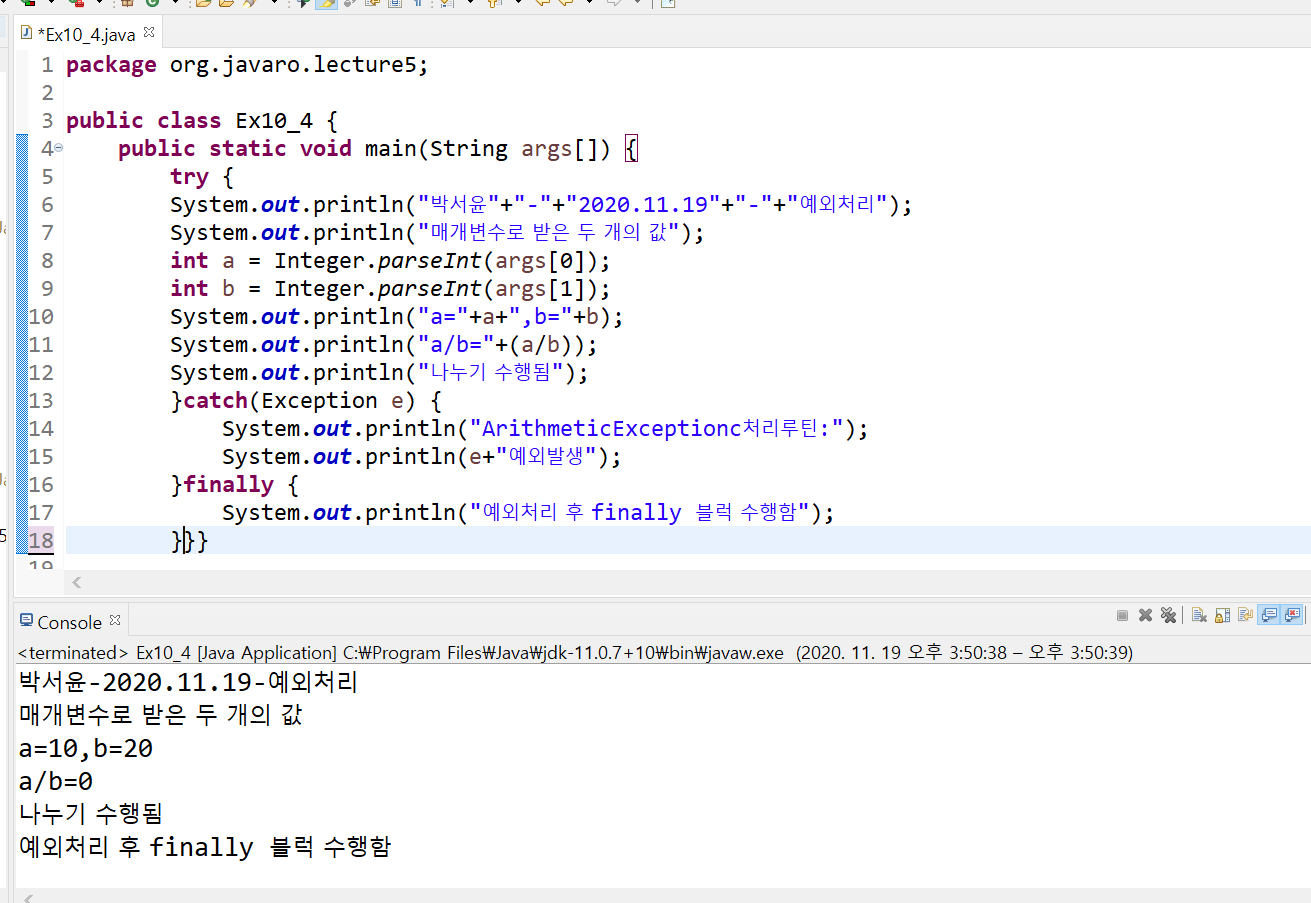 *Ex10_4.java
1 package org.javaro.lecture5;
2
3 public class Ex10_4 {
4 public static void main(String args[]) {
5 try {
6 System.out.println("박서윤"+"-"+"2020.11.19"+"-"+"예외처리");
7 System.out.println("매개변수로 받은 두 개의 값");
8 int a = Integer.parseInt(args[0]);
9 int b = Integer.parseInt(args[1]);
10 System.out.println("a="+a+",b="+b);
11 System.out.println("a/b="+(a/b));
12 System.out.println("나누기 수행됨");
13 }catch(Exception e) {
14 System.out.println("ArithmeticExceptionc처리루틴:");
15 System.out.println(e+"예외발생");
16 }finally {
17 System.out.println("예외처리 후 finally 블럭 수행함");
18 }}}
19
Console
<terminated> Ex10_4 [Java Application] C:₩Program Files₩Java₩jdk-11.0.7+10₩bin₩javaw.exe (2020. 11. 19 오후 3:50:38 – 오후 3:50:39)
박서윤-2020.11.19-예외처리
매개변수로 받은 두 개의 값
a=10,b=20
a/b=0
나누기 수행됨
예외처리 후 finally 블럭 수행함